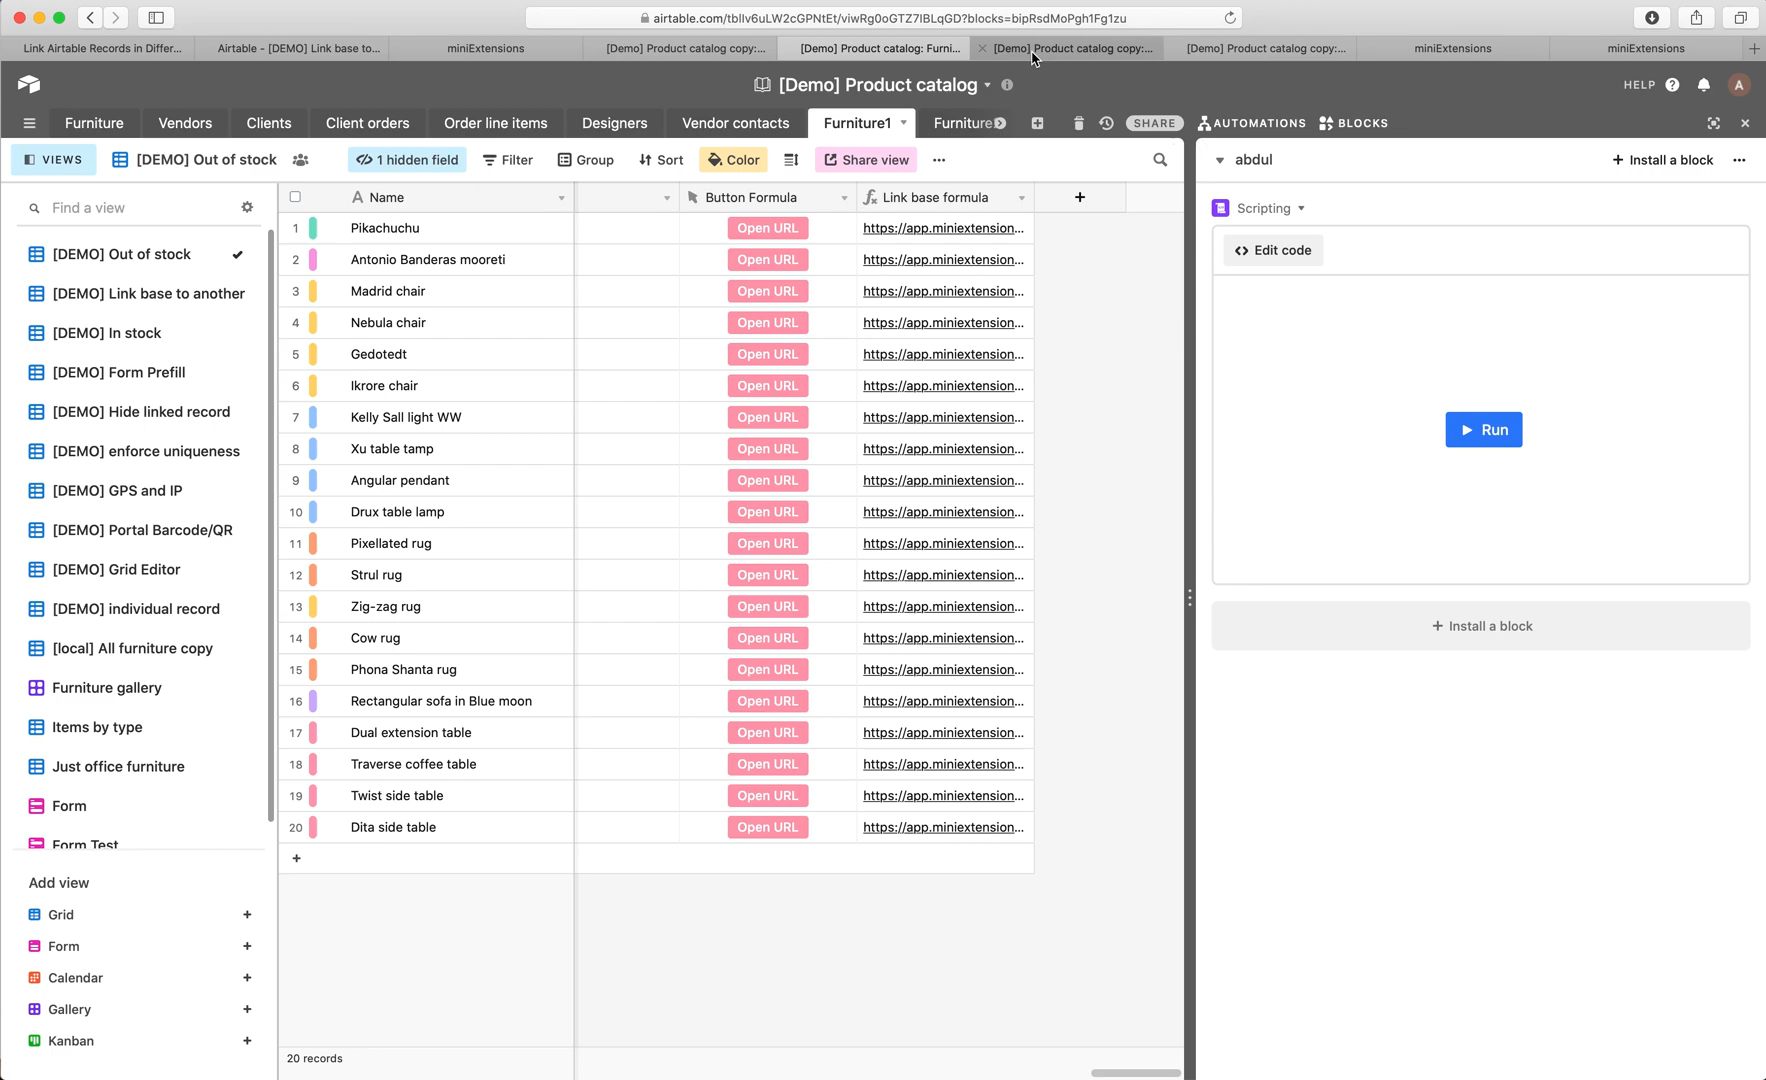 airtable.com/tblIv6uLW2cGPNtEt/viwRg0oGTZ7IBLqGD?blocks=bipRsdMoPgh1Fg1zu
Link Airtable Records in Differ...
Airtable - [DEMO] Link base to...
miniExtensions
[Demo] Product catalog copy:...
[Demo] Product catalog: Furni...
[Demo] Product catalog copy:...
[Demo] Product catalog copy:...
miniExtensions
miniExtensions
[Demo] Product catalog
HELP
A
Furniture
Vendors
Clients
Client orders
Order line items
Designers
Vendor contacts
Furniture1
Furniture
SHARE
AUTOMATIONS
BLOCKS
VIEWS
[DEMO] Out of stock
1 hidden field
Filter
Group
Sort
Color
Share view
abdul
+ Install a block
Find a view
[DEMO] Out of stock
[DEMO] Link base to another
[DEMO] In stock
[DEMO] Form Prefill
[DEMO] Hide linked record
[DEMO] enforce uniqueness
[DEMO] GPS and IP
[DEMO] Portal Barcode/QR
[DEMO] Grid Editor
[DEMO] individual record
[local] All furniture copy
Furniture gallery
Items by type
Just office furniture
Form
Form Test
Add view
Grid +
Form +
Calendar +
Gallery +
Kanban +
Name
Button Formula
Link base formula
+
1 Pikachuchu Open URL https://app.miniextension...
2 Antonio Banderas mooreti Open URL https://app.miniextension...
3 Madrid chair Open URL https://app.miniextension...
4 Nebula chair Open URL https://app.miniextension...
5 Gedotedt Open URL https://app.miniextension...
6 Ikrore chair Open URL https://app.miniextension...
7 Kelly Sall light WW Open URL https://app.miniextension...
8 Xu table tamp Open URL https://app.miniextension...
9 Angular pendant Open URL https://app.miniextension...
10 Drux table lamp Open URL https://app.miniextension...
11 Pixellated rug Open URL https://app.miniextension...
12 Strul rug Open URL https://app.miniextension...
13 Zig-zag rug Open URL https://app.miniextension...
14 Cow rug Open URL https://app.miniextension...
15 Phona Shanta rug Open URL https://app.miniextension...
16 Rectangular sofa in Blue moon Open URL https://app.miniextension...
17 Dual extension table Open URL https://app.miniextension...
18 Traverse coffee table Open URL https://app.miniextension...
19 Twist side table Open URL https://app.miniextension...
20 Dita side table Open URL https://app.miniextension...
+
20 records
Scripting
Edit code
Run
+ Install a block